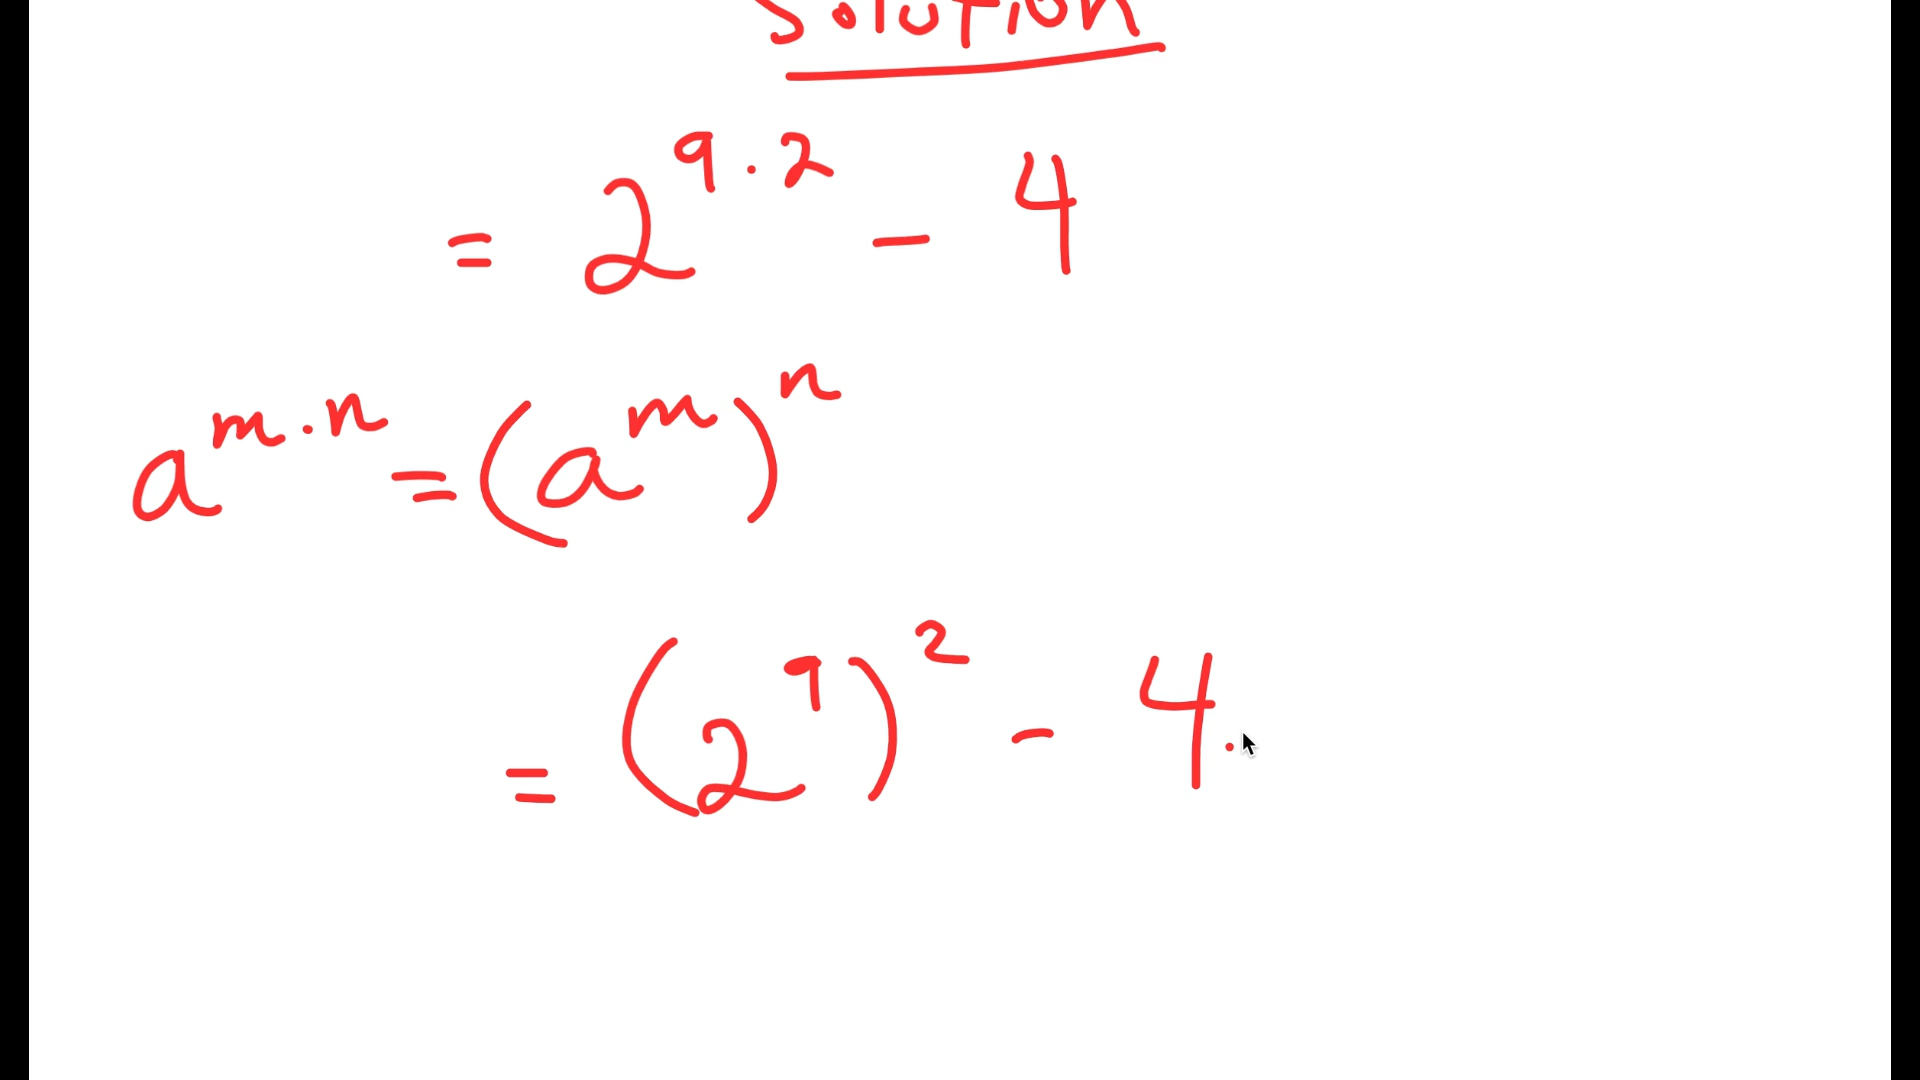 Solution
= 2^{9·2} - 4
a^{m·n} = (a^m)^n
= (2^9)^2 - 4.